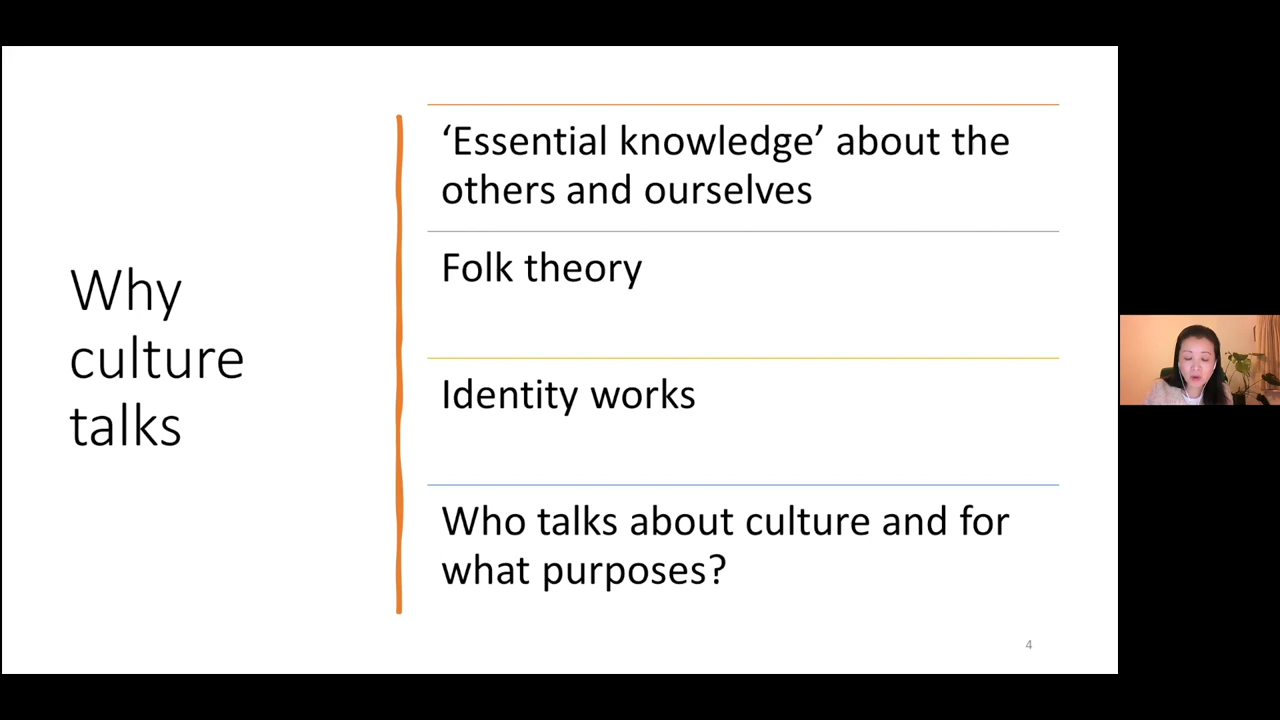 Why
culture
talks
‘Essential knowledge’ about the
others and ourselves
Folk theory
Identity works
Who talks about culture and for
what purposes?
4